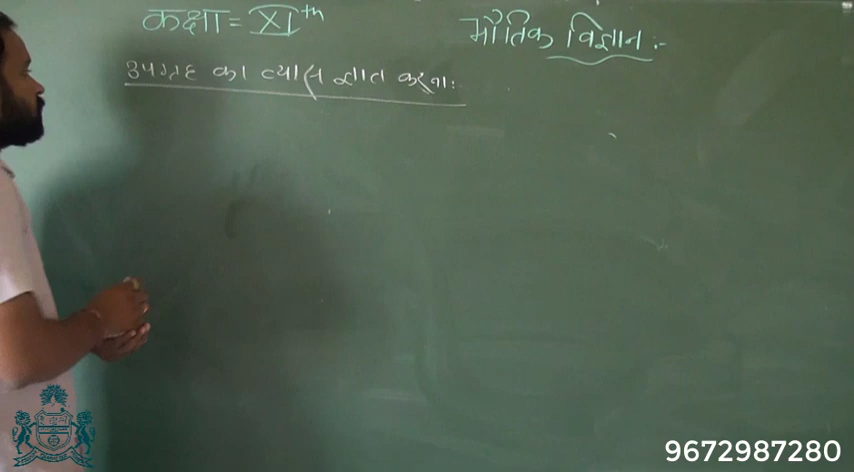 कक्षा = XIth
भौतिक विज्ञान :-
उपग्रह का व्यास ज्ञात करना :
9672987280